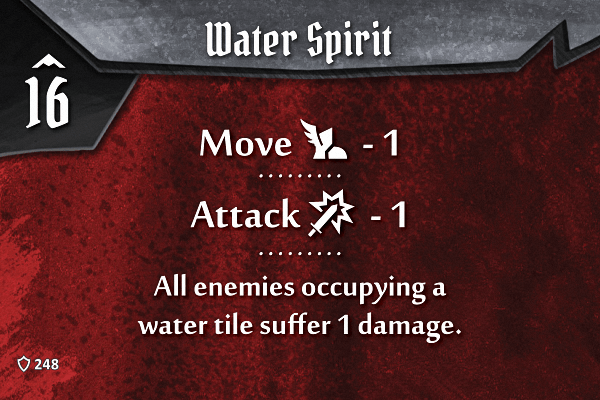 Water Spirit
16
Move - 1
Attack - 1
All enemies occupying a
water tile suffer 1 damage.
248